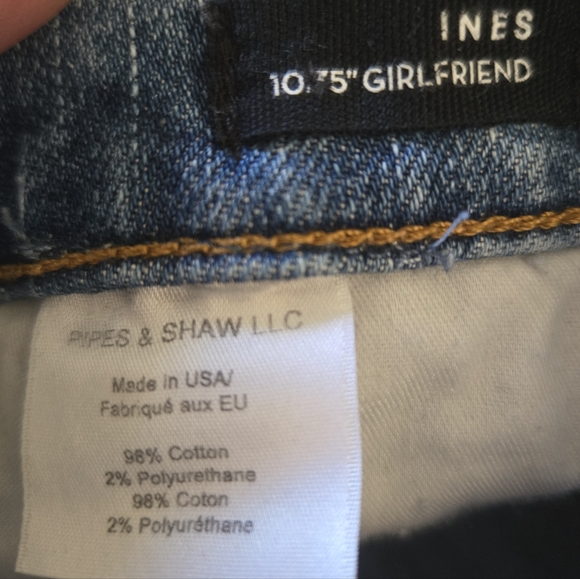 INES
10.75" GIRLFRIEND
PIPES & SHAW LLC
Made in USA/
Fabriqué aux EU
98% Cotton
2% Polyurethane
98% Coton
2% Polyuréthane